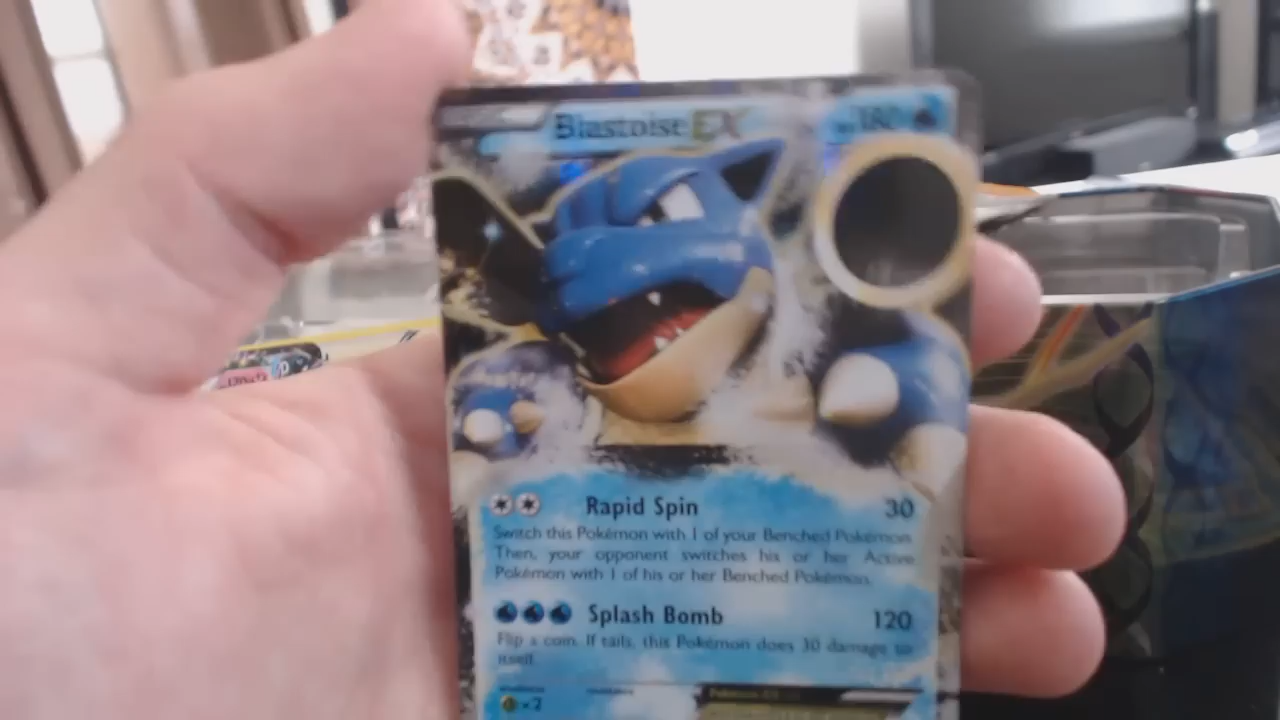 Blastoise EX 180
Rapid Spin 30
Switch this Pokémon with 1 of your Benched Pokémon.
Then, your opponent switches his or her Active
Pokémon with 1 of his or her Benched Pokémon.
Splash Bomb 120
Flip a coin. If tails, this Pokémon does 30 damage to
itself.
×2